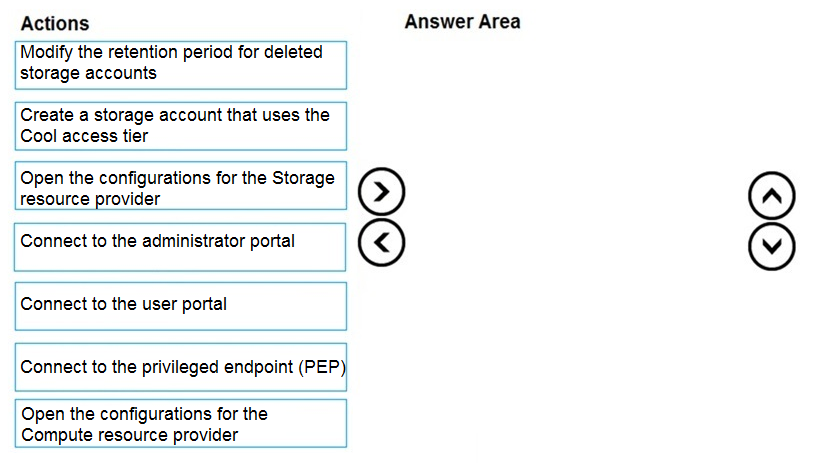 Actions
Answer Area
Modify the retention period for deleted
storage accounts
Create a storage account that uses the
Cool access tier
Open the configurations for the Storage
resource provider
Connect to the administrator portal
Connect to the user portal
Connect to the privileged endpoint (PEP)
Open the configurations for the
Compute resource provider